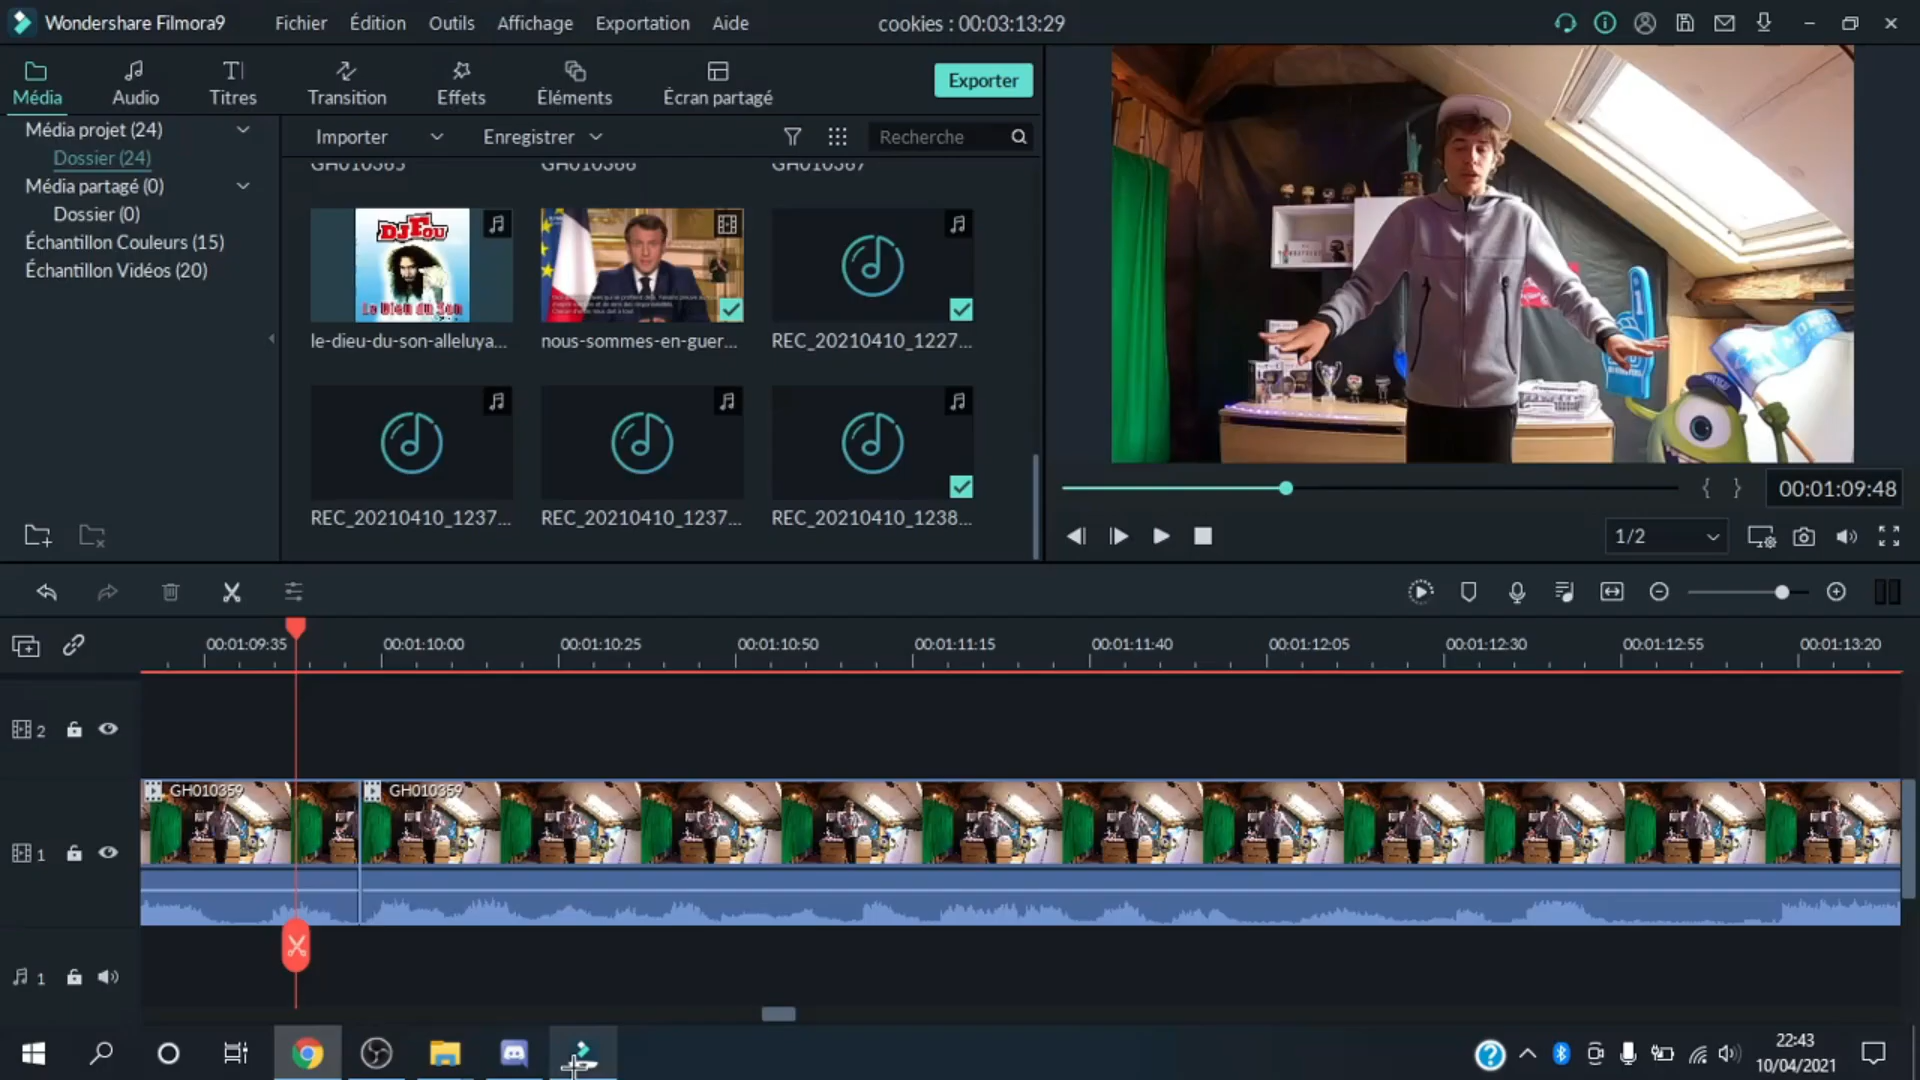 Wondershare Filmora9
Fichier Édition Outils Affichage Exportation Aide
cookies : 00:03:13:29
Média Audio Titres Transition Effets Éléments Écran partagé
Exporter
Média projet (24)
Dossier (24)
Média partagé (0)
Dossier (0)
Échantillon Couleurs (15)
Échantillon Vidéos (20)
Importer Enregistrer Recherche
GH010365 GH010366 GH010367
DJ Fou
Le Dieu du Son
le-dieu-du-son-alleluya... nous-sommes-en-guer... REC_20210410_1227...
REC_20210410_1237... REC_20210410_1237... REC_20210410_1238...
{ } 00:01:09:48
1/2
00:01:09:35 00:01:10:00 00:01:10:25 00:01:10:50 00:01:11:15 00:01:11:40 00:01:12:05 00:01:12:30 00:01:12:55 00:01:13:20
2
GH010359 GH010359
1
1
22:43
10/04/2021